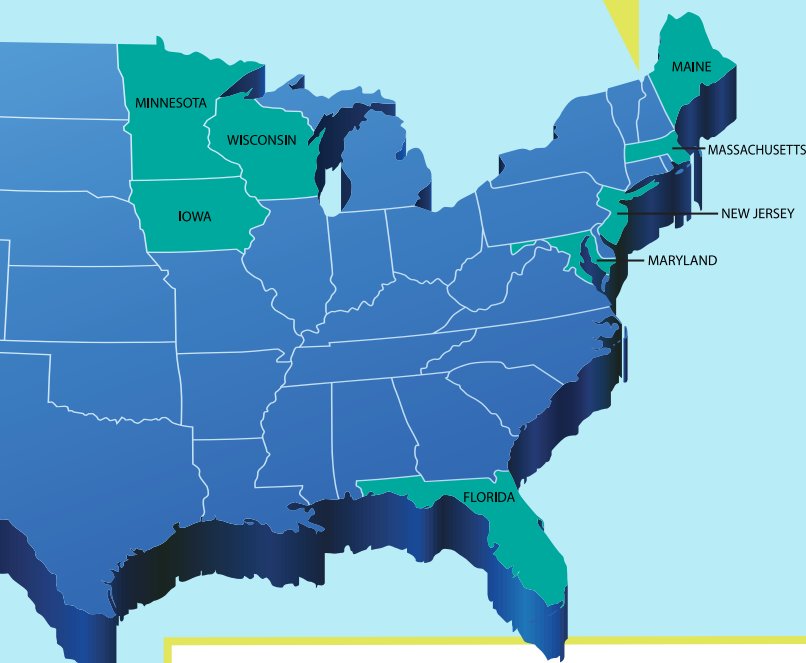 MAINE
MINNESOTA
WISCONSIN
MASSACHUSETTS
IOWA
NEW JERSEY
MARYLAND
FLORIDA